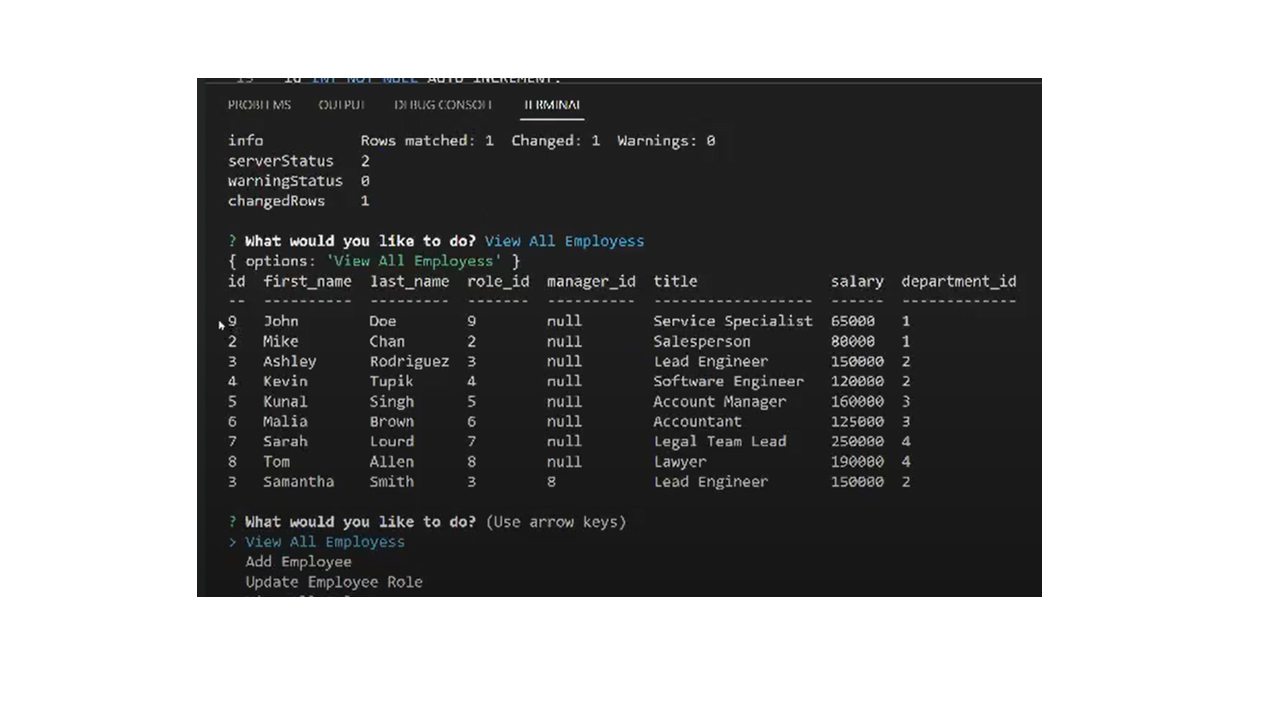 id INT NOT NULL AUTO_INCREMENT,
PROBLEMS OUTPUT DEBUG CONSOLE TERMINAL
info Rows matched: 1 Changed: 1 Warnings: 0
serverStatus 2
warningStatus 0
changedRows 1
? What would you like to do? View All Employess
{ options: 'View All Employess' }
id first_name last_name role_id manager_id title salary department_id
-- ---------- --------- ------- ---------- ------------------ ------ -------------
9 John Doe 9 null Service Specialist 65000 1
2 Mike Chan 2 null Salesperson 80000 1
3 Ashley Rodriguez 3 null Lead Engineer 150000 2
4 Kevin Tupik 4 null Software Engineer 120000 2
5 Kunal Singh 5 null Account Manager 160000 3
6 Malia Brown 6 null Accountant 125000 3
7 Sarah Lourd 7 null Legal Team Lead 250000 4
8 Tom Allen 8 null Lawyer 190000 4
3 Samantha Smith 3 8 Lead Engineer 150000 2
? What would you like to do? (Use arrow keys)
> View All Employess
Add Employee
Update Employee Role